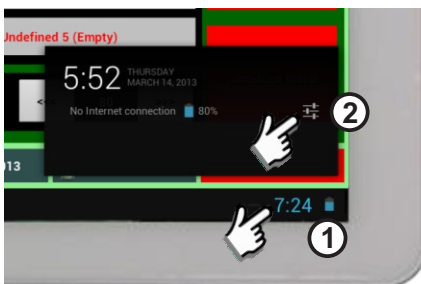 Undefined 5 (Empty)
5:52 THURSDAY
MARCH 14, 2013
No Internet connection 80%
2
013
7:24
1